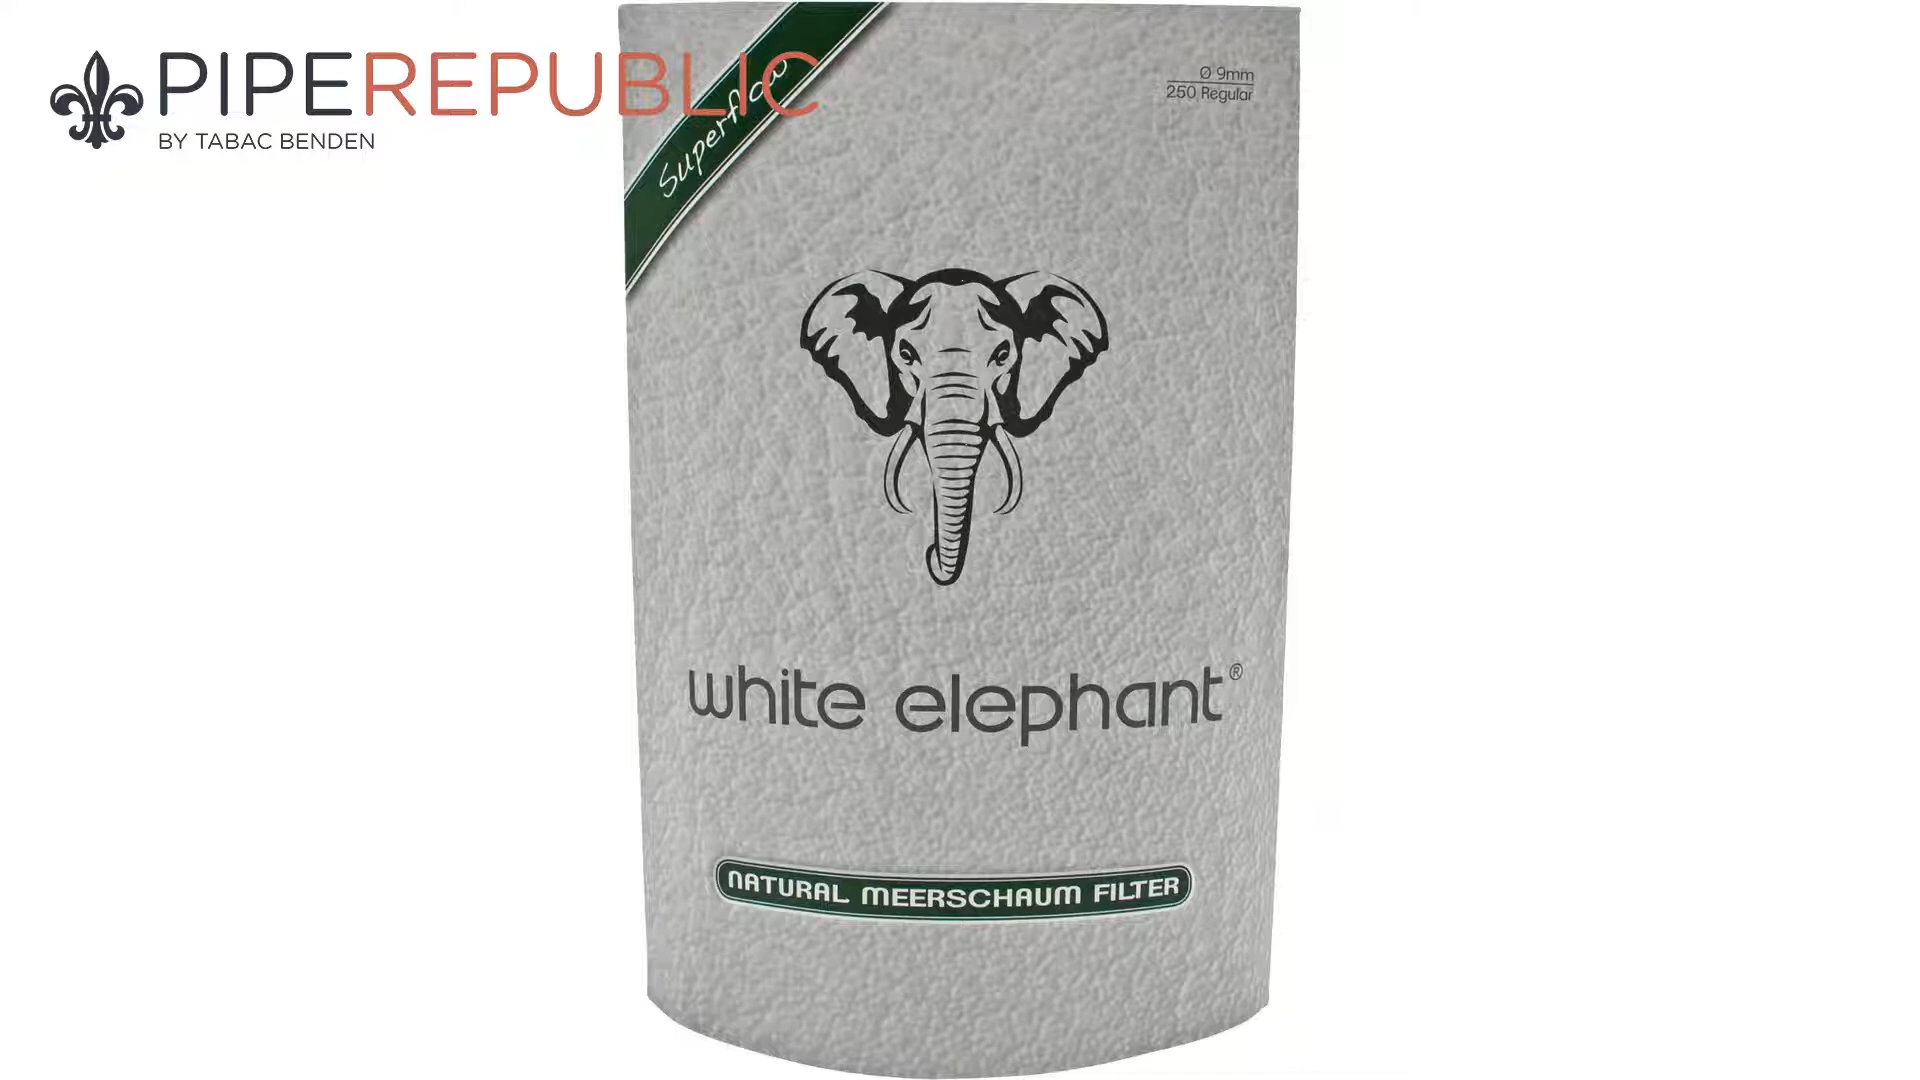 PIPEREPUBLIC
BY TABAC BENDEN
Superflow
Ø 9mm
250 Regular
white elephant®
NATURAL MEERSCHAUM FILTER